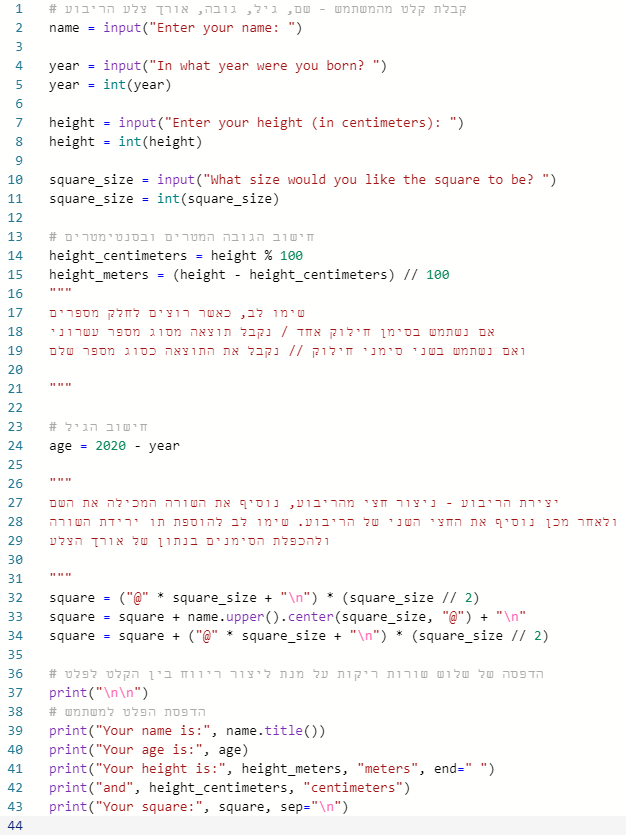 1 # קבלת קלט מהמשתמש - שם, גיל, גובה, אורך צלע הריבוע
2 name = input("Enter your name: ")
3
4 year = input("In what year were you born? ")
5 year = int(year)
6
7 height = input("Enter your height (in centimeters): ")
8 height = int(height)
9
10 square_size = input("What size would you like the square to be? ")
11 square_size = int(square_size)
12
13 # חישוב הגובה המטרים ובסנטימטרים
14 height_centimeters = height % 100
15 height_meters = (height - height_centimeters) // 100
16 """
17 שימו לב, כאשר רוצים לחלק מספרים
18 אם נשתמש בסימן חילוק אחד / נקבל תוצאה מסוג מספר עשרוני
19 ואם נשתמש בשני סימני חילוק // נקבל את התוצאה כסוג מספר שלם
20
21 """
22
23 # חישוב הגיל
24 age = 2020 - year
25
26 """
27 יצירת הריבוע - ניצור חצי מהריבוע, נוסיף את השורה המכילה את השם
28 ולאחר מכן נוסיף את החצי השני של הריבוע. שימו לב להוספת תו ירידת השורה
29 ולהכפלת הסימנים בנתון של אורך הצלע
30
31 """
32 square = ("@" * square_size + "\n") * (square_size // 2)
33 square = square + name.upper().center(square_size, "@") + "\n"
34 square = square + ("@" * square_size + "\n") * (square_size // 2)
35
36 # הדפסה של שלוש שורות ריקות על מנת ליצור ריווח בין הקלט לפלט
37 print("\n\n")
38 # הדפסת הפלט למשתמש
39 print("Your name is:", name.title())
40 print("Your age is:", age)
41 print("Your height is:", height_meters, "meters", end=" ")
42 print("and", height_centimeters, "centimeters")
43 print("Your square:", square, sep="\n")
44